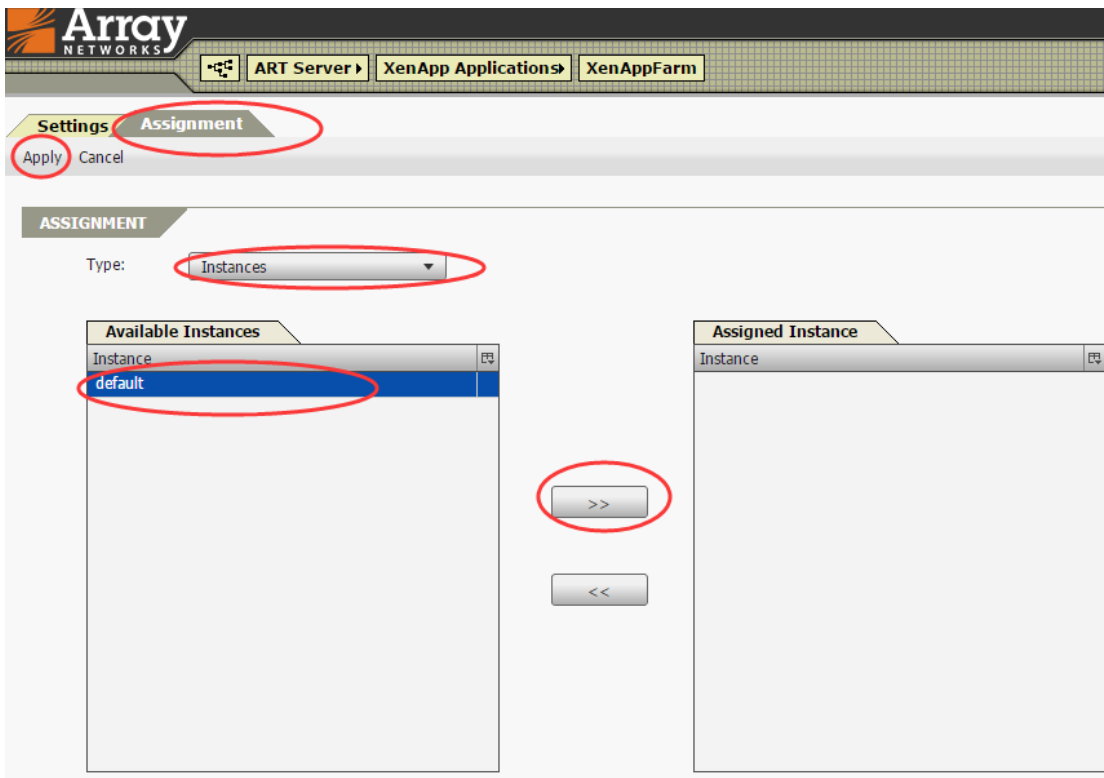 Array
NETWORKS
ART Server XenApp Applications XenAppFarm
Settings Assignment
Apply Cancel
ASSIGNMENT
Type: Instances
Available Instances Assigned Instance
Instance Instance
default
>>
<<